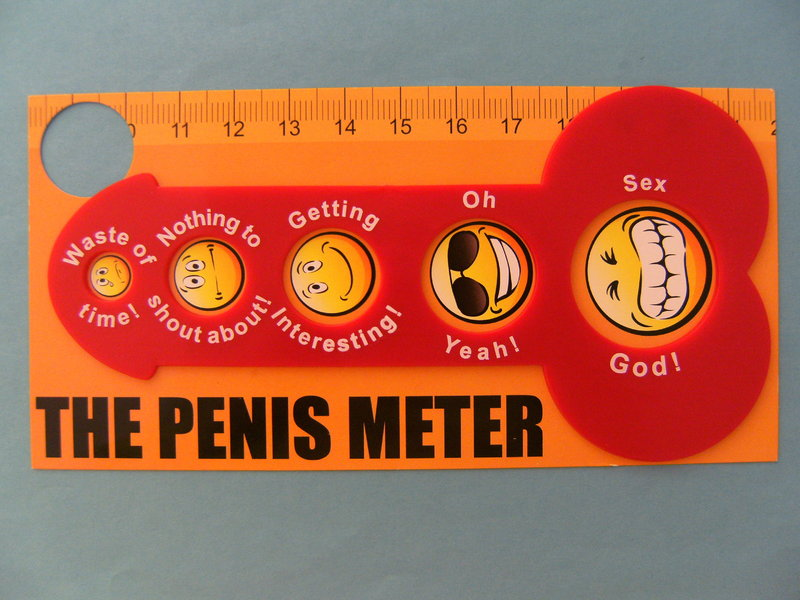 0 11 12 13 14 15 16 17
Waste of
time!
Nothing to
shout about!
Getting
Interesting!
Oh
Yeah!
Sex
God!
THE PENIS METER